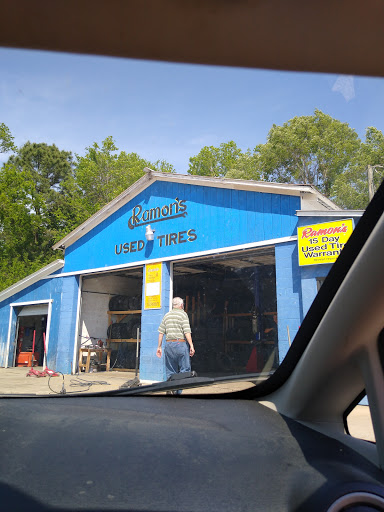 Ramon's
USED TIRES
Ramon's
15 Day
Used Tire
Warranty